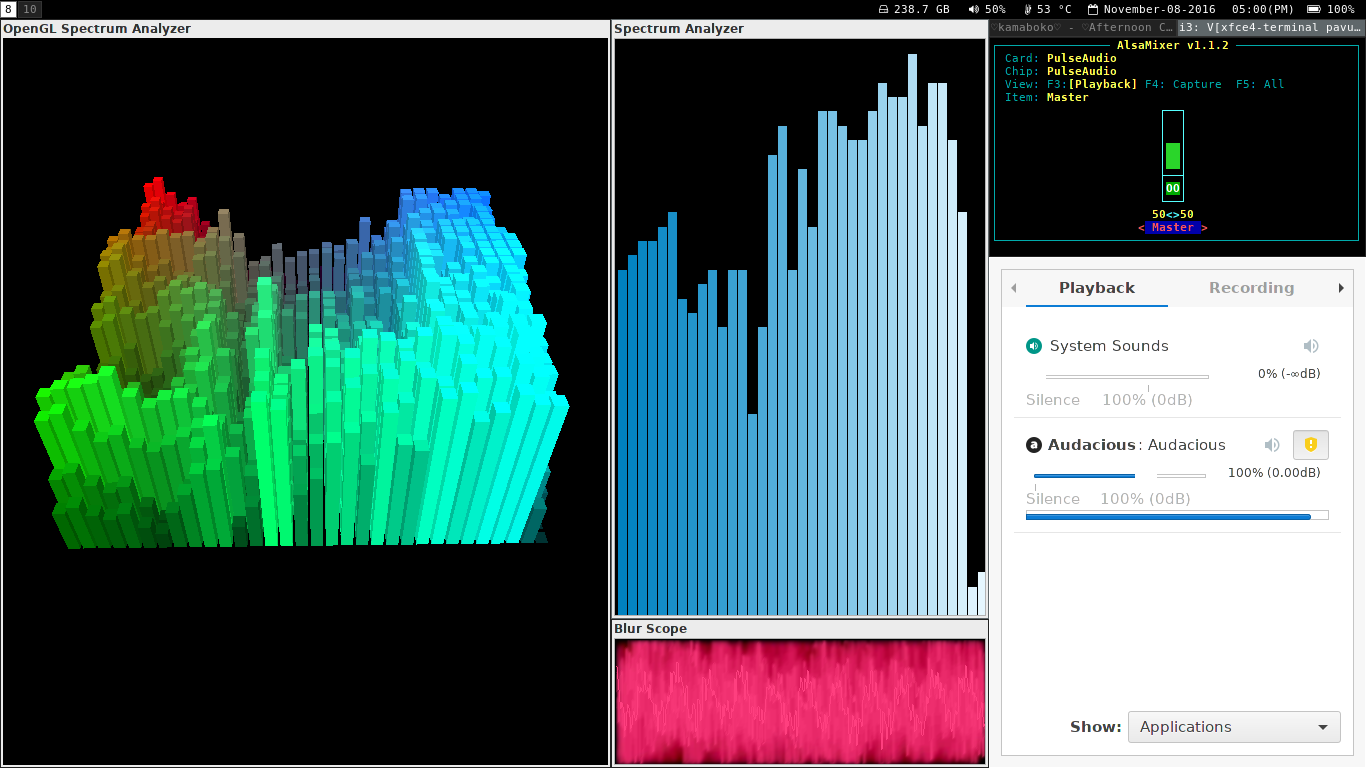 8 10 238.7 GB 50% 53 °C November-08-2016 05:00(PM) 100%
OpenGL Spectrum Analyzer
Spectrum Analyzer
Blur Scope
♡kamaboko♡ - ♡Afternoon C… i3: V[xfce4-terminal pavu…
AlsaMixer v1.1.2
Card: PulseAudio
Chip: PulseAudio
View: F3:[Playback] F4: Capture F5: All
Item: Master
OO
50<>50
< Master >
Playback Recording
System Sounds
0% (-∞dB)
Silence 100% (0dB)
a Audacious: Audacious
100% (0.00dB)
Silence 100% (0dB)
Show: Applications